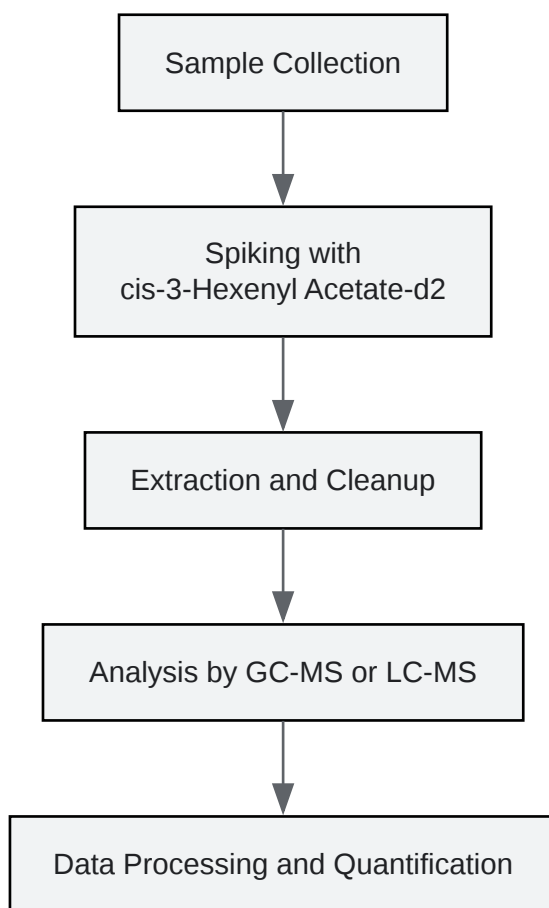 Sample Collection
Spiking with
cis-3-Hexenyl Acetate-d2
Extraction and Cleanup
Analysis by GC-MS or LC-MS
Data Processing and Quantification